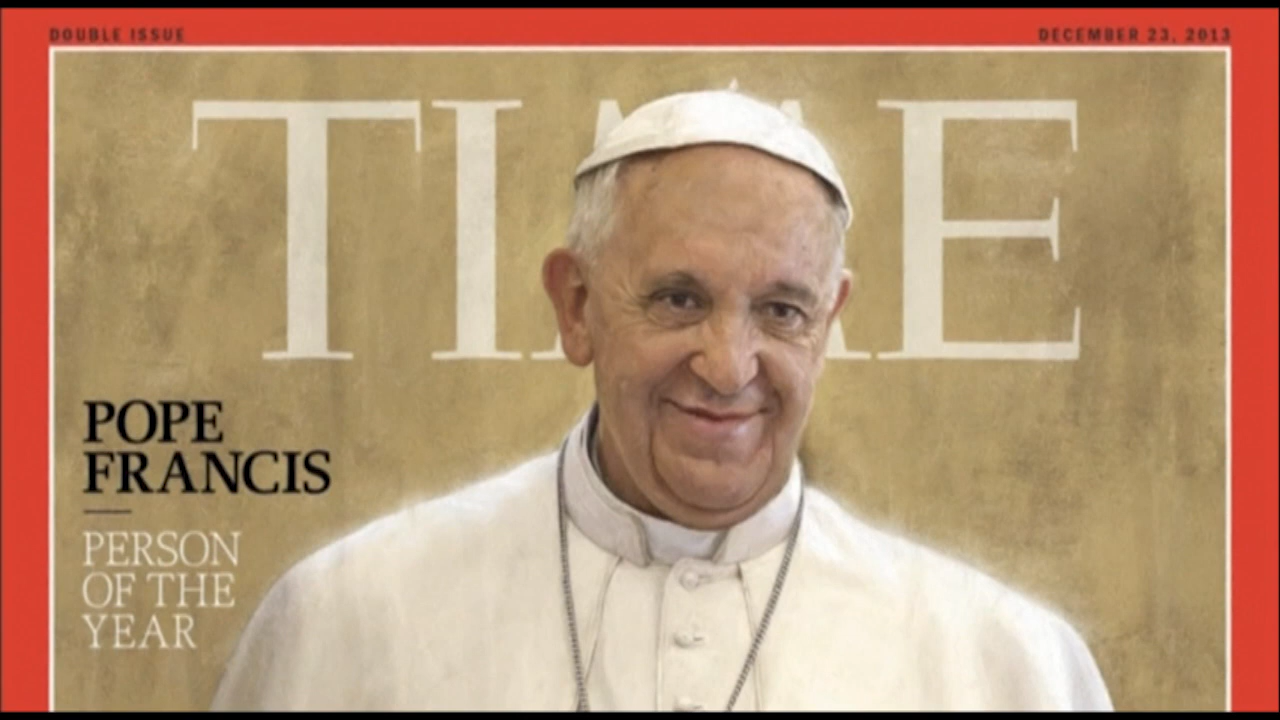 DOUBLE ISSUE
DECEMBER 23, 2013
TIME
POPE
FRANCIS
PERSON
OF THE
YEAR